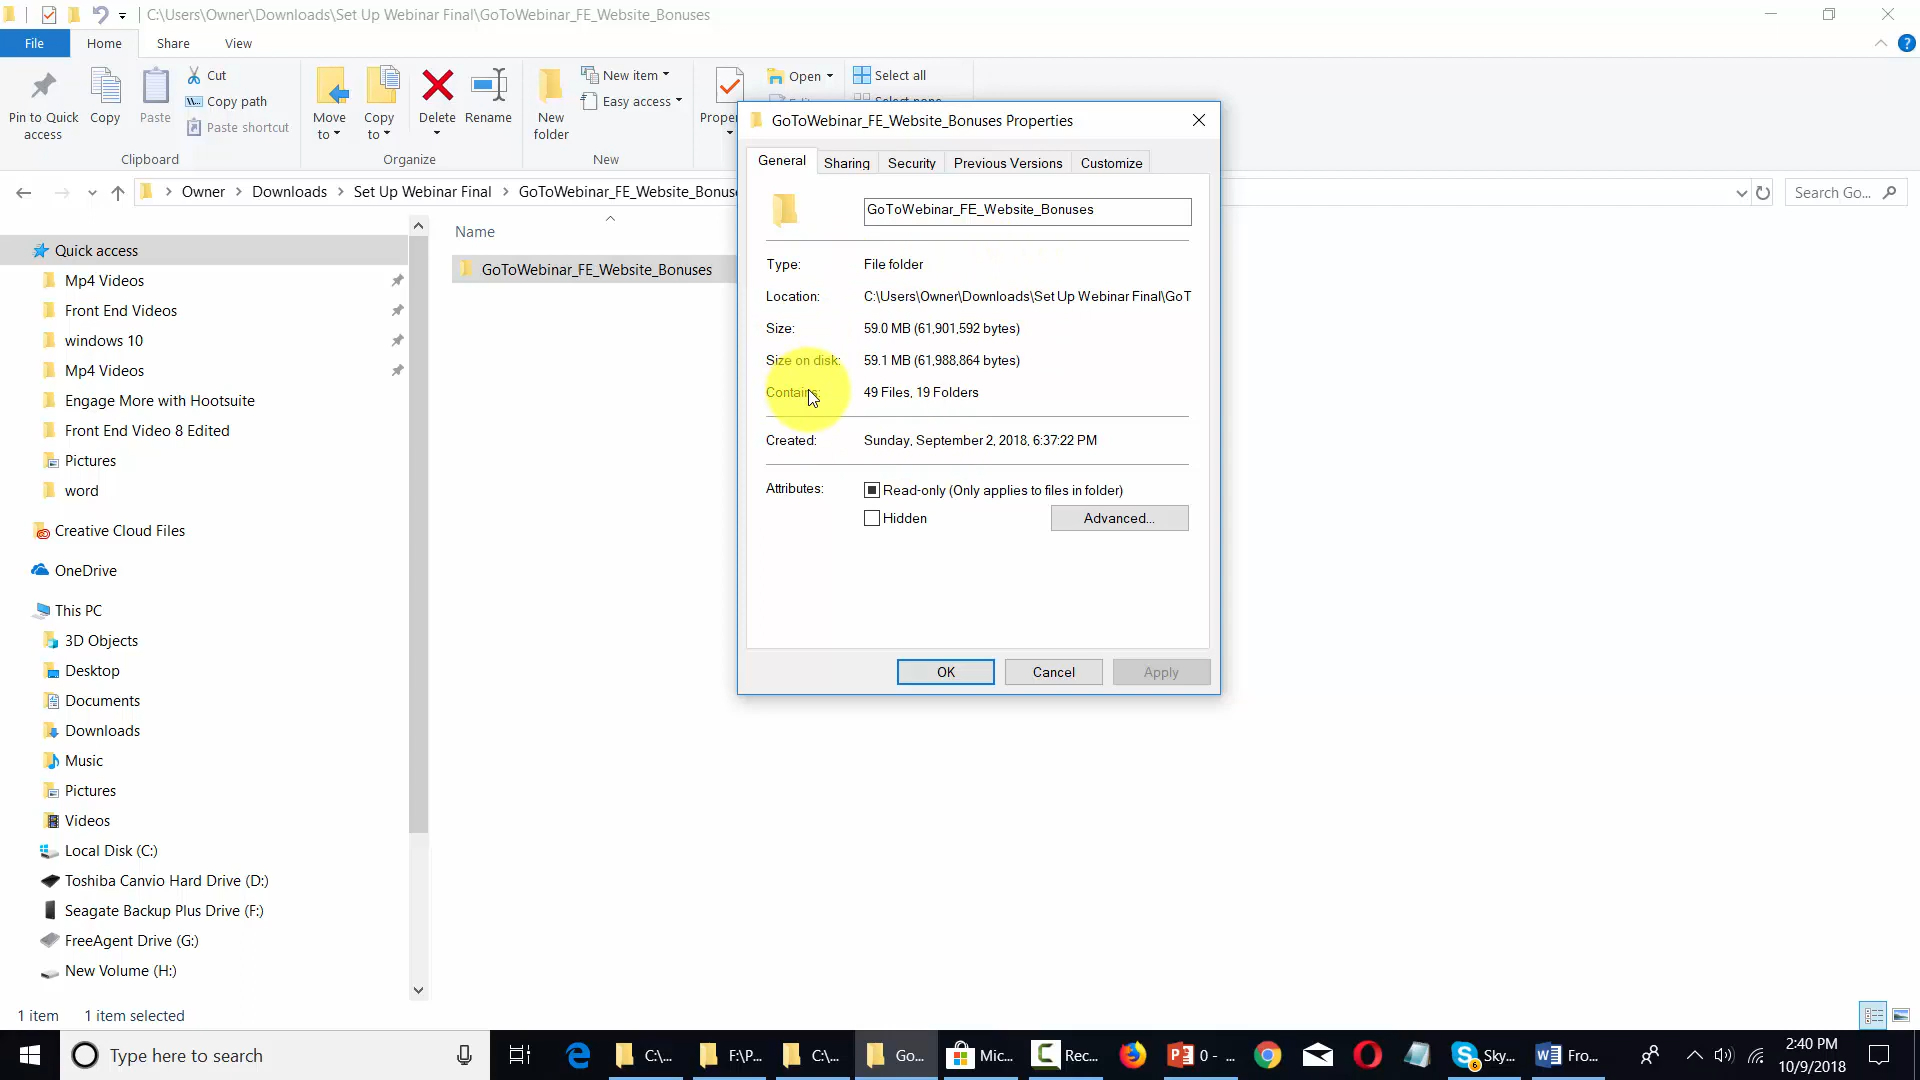 C:\Users\Owner\Downloads\Set Up Webinar Final\GoToWebinar_FE_Website_Bonuses
File
Home
Share
View
Pin to Quick access
Copy
Paste
Cut
Copy path
Paste shortcut
Clipboard
Move to
Copy to
Delete
Rename
Organize
New folder
New item
Easy access
New
Proper
Open
Select all
Select none
Owner
Downloads
Set Up Webinar Final
GoToWebinar_FE_Website_Bonus
Search Go...
Name
GoToWebinar_FE_Website_Bonuses
Quick access
Mp4 Videos
Front End Videos
windows 10
Mp4 Videos
Engage More with Hootsuite
Front End Video 8 Edited
Pictures
word
Creative Cloud Files
OneDrive
This PC
3D Objects
Desktop
Documents
Downloads
Music
Pictures
Videos
Local Disk (C:)
Toshiba Canvio Hard Drive (D:)
Seagate Backup Plus Drive (F:)
FreeAgent Drive (G:)
New Volume (H:)
GoToWebinar_FE_Website_Bonuses Properties
General
Sharing
Security
Previous Versions
Customize
GoToWebinar_FE_Website_Bonuses
Type: File folder
Location: C:\Users\Owner\Downloads\Set Up Webinar Final\GoT
Size: 59.0 MB (61,901,592 bytes)
Size on disk: 59.1 MB (61,988,864 bytes)
Contains: 49 Files, 19 Folders
Created: Sunday, September 2, 2018, 6:37:22 PM
Attributes: Read-only (Only applies to files in folder)
Hidden
Advanced...
OK
Cancel
Apply
1 item
1 item selected
Type here to search
C:\...
F:\P...
C:\...
Go...
Mic...
Rec...
0 - ...
Sky...
6
Fro...
2:40 PM
10/9/2018